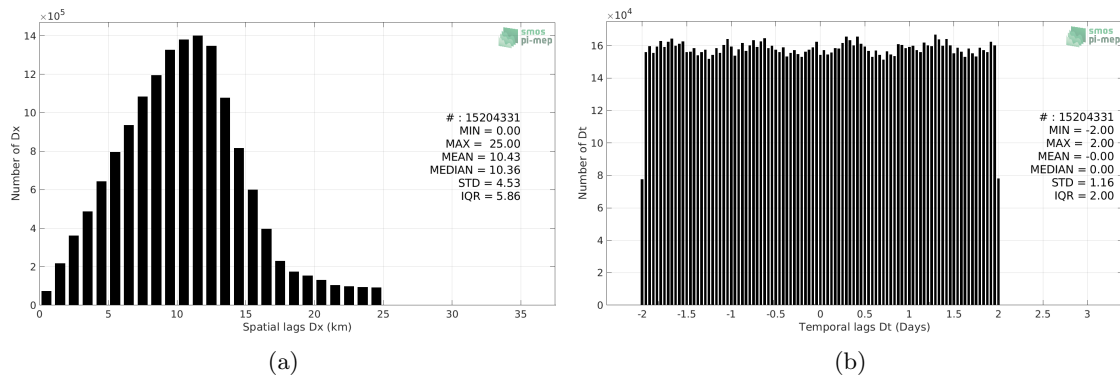 ×10⁵
14
12
10
8
6
4
2
0
Number of Dx
smos
pi-mep
# : 15204331
MIN = 0.00
MAX = 25.00
MEAN = 10.43
MEDIAN = 10.36
STD = 4.53
IQR = 5.86
0 5 10 15 20 25 30 35
Spatial lags Dx (km)
(a)
×10⁴
16
14
12
10
8
6
4
2
0
Number of Dt
smos
pi-mep
# : 15204331
MIN = -2.00
MAX = 2.00
MEAN = -0.00
MEDIAN = 0.00
STD = 1.16
IQR = 2.00
-2 -1.5 -1 -0.5 0 0.5 1 1.5 2 2.5 3
Temporal lags Dt (Days)
(b)